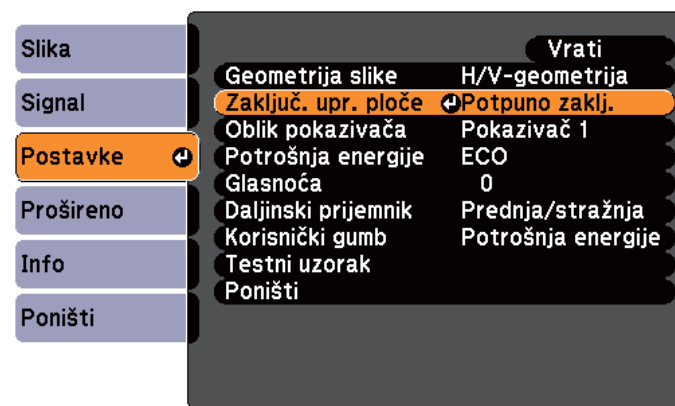 Slika
Signal
Postavke
Prošireno
Info
Poništi
Vrati
Geometrija slike H/V-geometrija
Zaključ. upr. ploče Potpuno zaklj.
Oblik pokazivača Pokazivač 1
Potrošnja energije ECO
Glasnoća 0
Daljinski prijemnik Prednja/stražnja
Korisnički gumb Potrošnja energije
Testni uzorak
Poništi